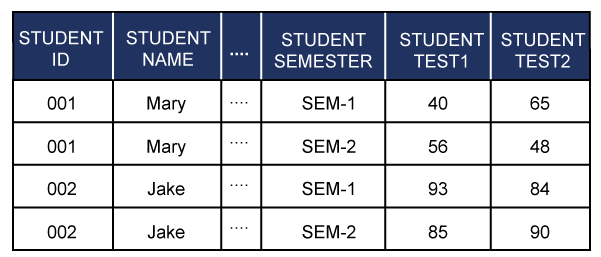 STUDENT ID STUDENT NAME .... STUDENT SEMESTER STUDENT TEST1 STUDENT TEST2
001 Mary .... SEM-1 40 65
001 Mary .... SEM-2 56 48
002 Jake .... SEM-1 93 84
002 Jake .... SEM-2 85 90